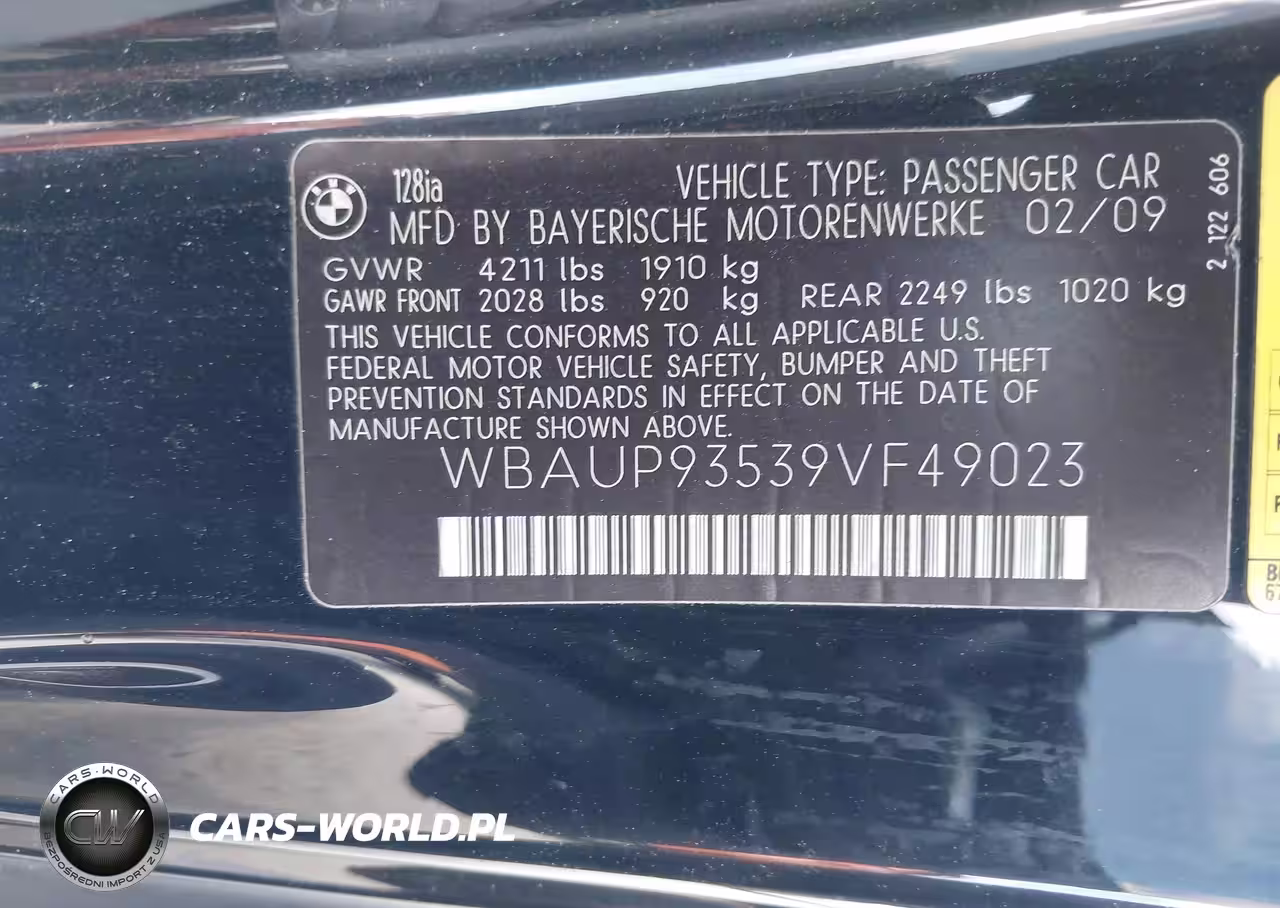 128ia VEHICLE TYPE: PASSENGER CAR
MFD BY BAYERISCHE MOTORENWERKE 02/09
GVWR 4211 lbs 1910 kg
GAWR FRONT 2028 lbs 920 kg REAR 2249 lbs 1020 kg
THIS VEHICLE CONFORMS TO ALL APPLICABLE U.S.
FEDERAL MOTOR VEHICLE SAFETY, BUMPER AND THEFT
PREVENTION STANDARDS IN EFFECT ON THE DATE OF
MANUFACTURE SHOWN ABOVE.
WBAUP93539VF49023
2 122 606
BMW
CARS-WORLD
CW
BEZPOŚREDNI IMPORT Z USA
CARS-WORLD.PL